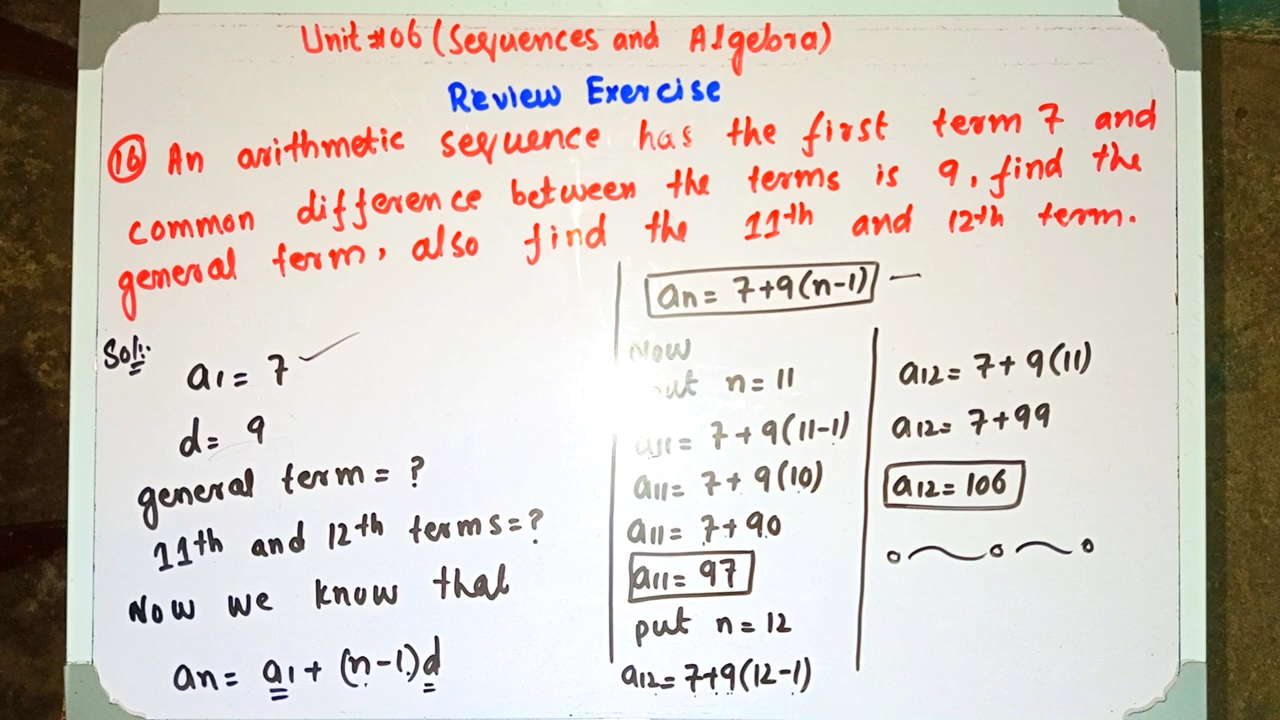 Unit #06 (Sequences and Algebra)
Review Exercise
16 An arithmetic sequence has the first term 7 and
common difference between the terms is 9, find the
general term, also find the 11th and 12th term.
Sol:
a1 = 7
d = 9
general term = ?
11th and 12th terms = ?
Now we know that
an = a1 + (n-1)d
an = 7+9(n-1)
Now
put n = 11
a11 = 7+9(11-1)
a11 = 7+9(10)
a11 = 7+90
a11 = 97
put n = 12
a12 = 7+9(12-1)
a12 = 7+9(11)
a12 = 7+99
a12 = 106